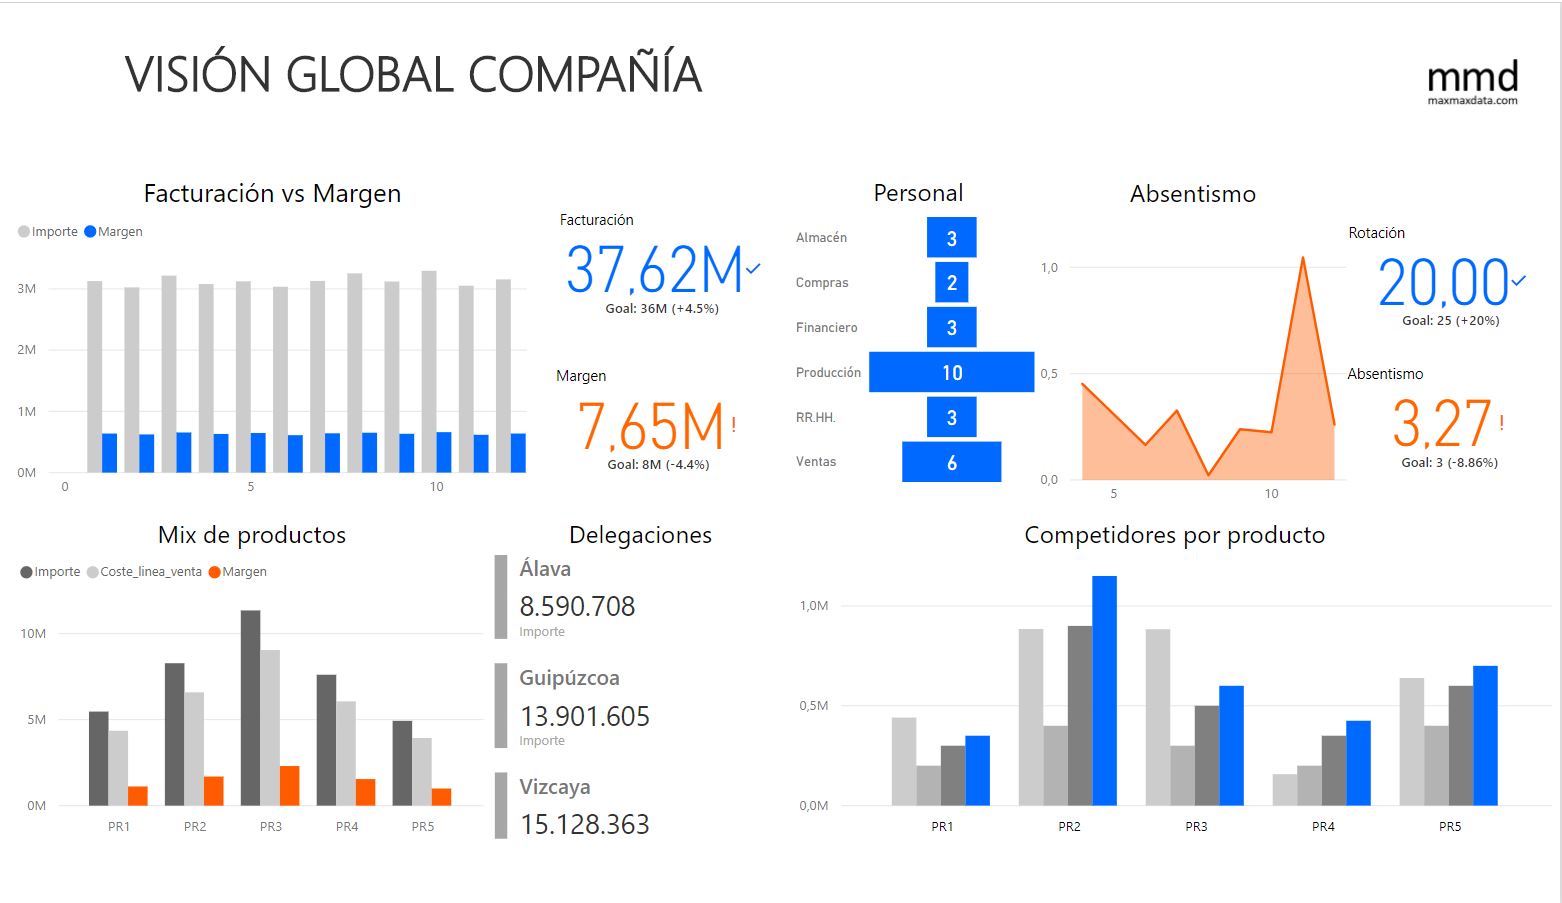 VISIÓN GLOBAL COMPAÑÍA
mmd
maxmaxdata.com
Facturación vs Margen
Importe Margen
3M
2M
1M
0M
0 5 10
Facturación
37,62M
Goal: 36M (+4.5%)
Margen
7,65M!
Goal: 8M (-4.4%)
Personal
Almacén 3
Compras 2
Financiero 3
Producción 10
RR.HH. 3
Ventas 6
Absentismo
1,0
0,5
0,0
5 10
Rotación
20,00
Goal: 25 (+20%)
Absentismo
3,27!
Goal: 3 (-8.86%)
Mix de productos
Importe Coste_linea_venta Margen
10M
5M
0M
PR1 PR2 PR3 PR4 PR5
Delegaciones
Álava
8.590.708
Importe
Guipúzcoa
13.901.605
Importe
Vizcaya
15.128.363
Competidores por producto
1,0M
0,5M
0,0M
PR1 PR2 PR3 PR4 PR5